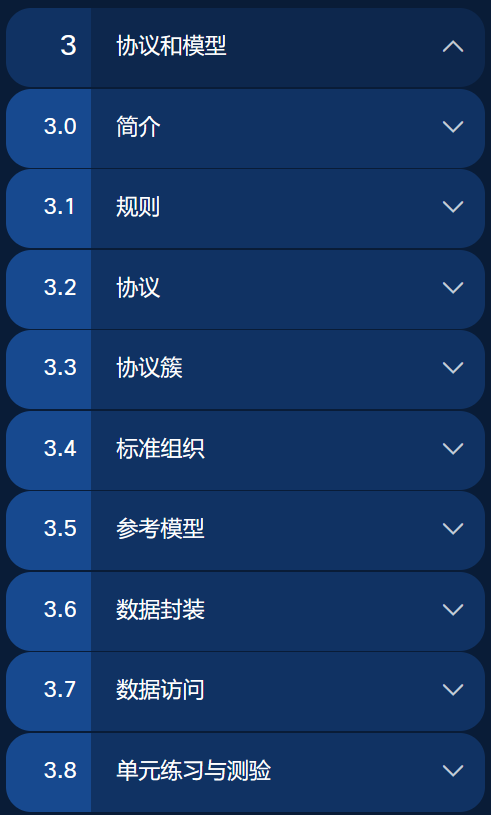 3 协议和模型
3.0 简介
3.1 规则
3.2 协议
3.3 协议簇
3.4 标准组织
3.5 参考模型
3.6 数据封装
3.7 数据访问
3.8 单元练习与测验